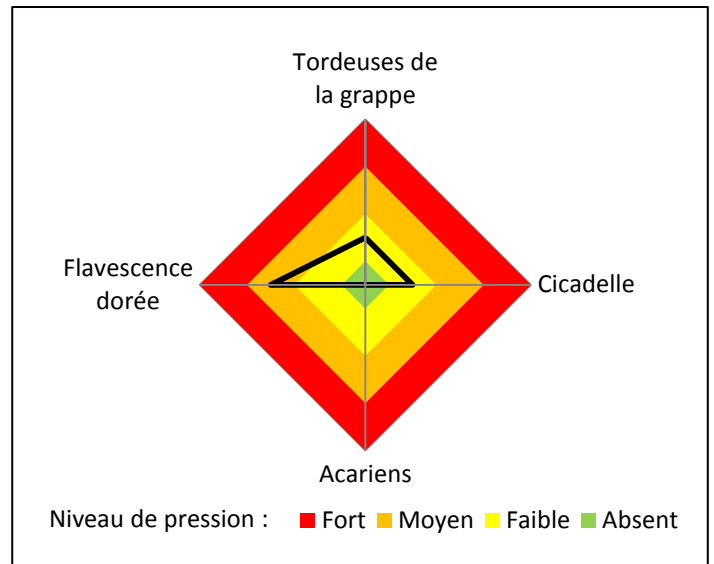 Tordeuses de
la grappe
Flavescence
dorée
Cicadelle
Acariens
Niveau de pression : Fort Moyen Faible Absent